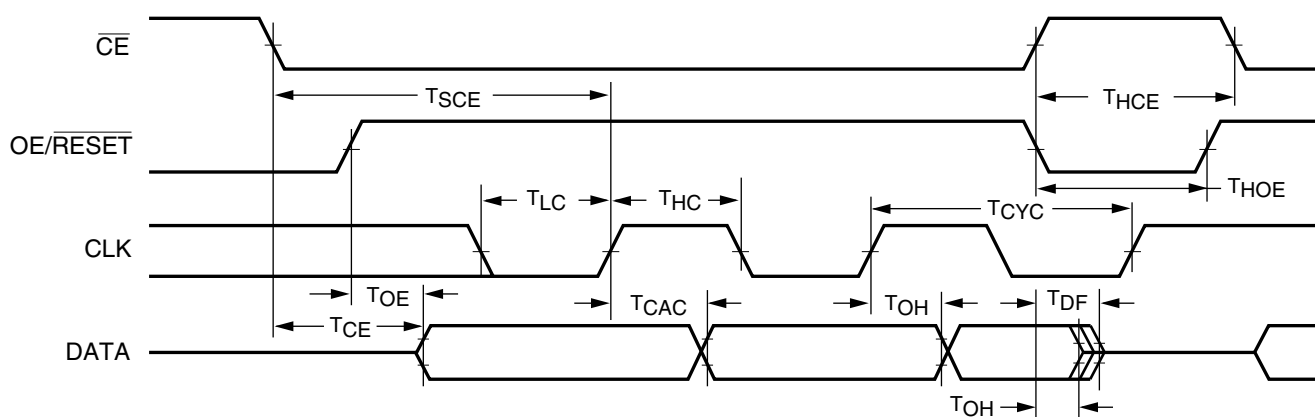 CE
TSCE
THCE
OE/RESET
TLC
THC
TCYC
THOE
CLK
TOE
TCAC
TOH
TDF
TCE
DATA
TOH